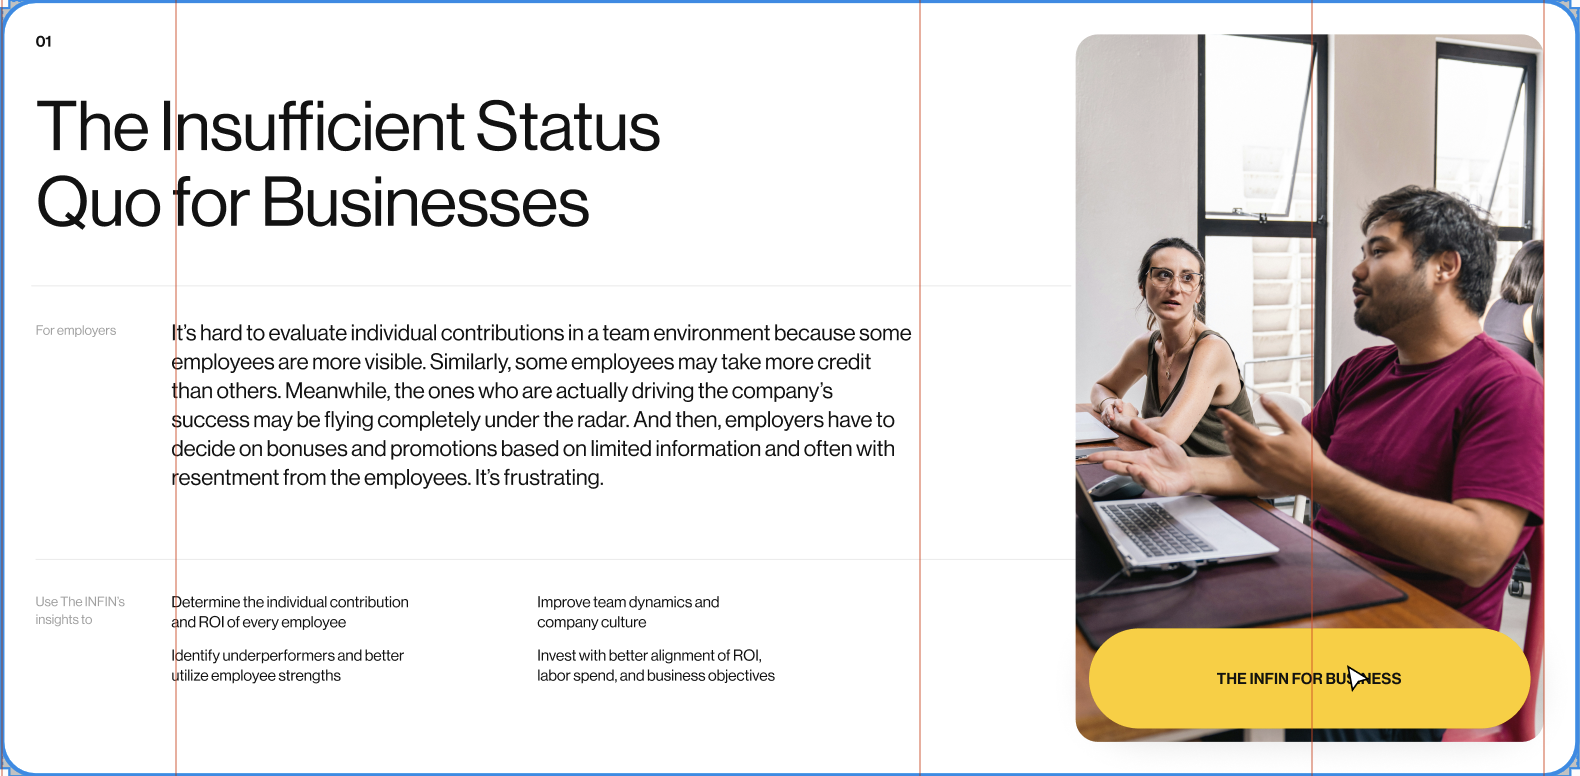 01
The Insufficient Status
Quo for Businesses
For employers
It’s hard to evaluate individual contributions in a team environment because some
employees are more visible. Similarly, some employees may take more credit
than others. Meanwhile, the ones who are actually driving the company’s
success may be flying completely under the radar. And then, employers have to
decide on bonuses and promotions based on limited information and often with
resentment from the employees. It’s frustrating.
Use The INFIN’s
insights to
Determine the individual contribution
and ROI of every employee
Identify underperformers and better
utilize employee strengths
Improve team dynamics and
company culture
Invest with better alignment of ROI,
labor spend, and business objectives
THE INFIN FOR BUSINESS